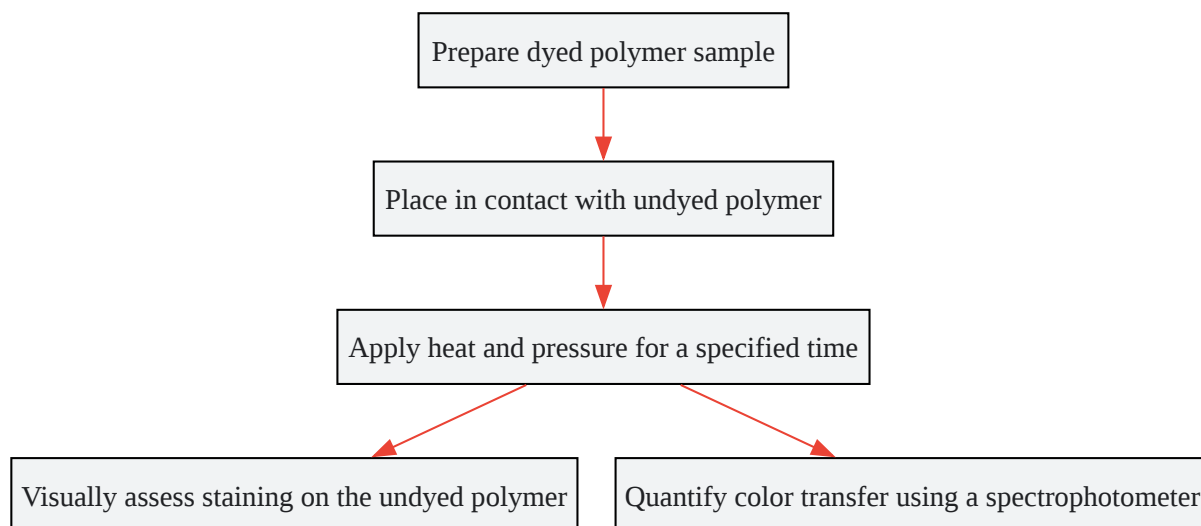 Prepare dyed polymer sample
Place in contact with undyed polymer
Apply heat and pressure for a specified time
Visually assess staining on the undyed polymer
Quantify color transfer using a spectrophotometer